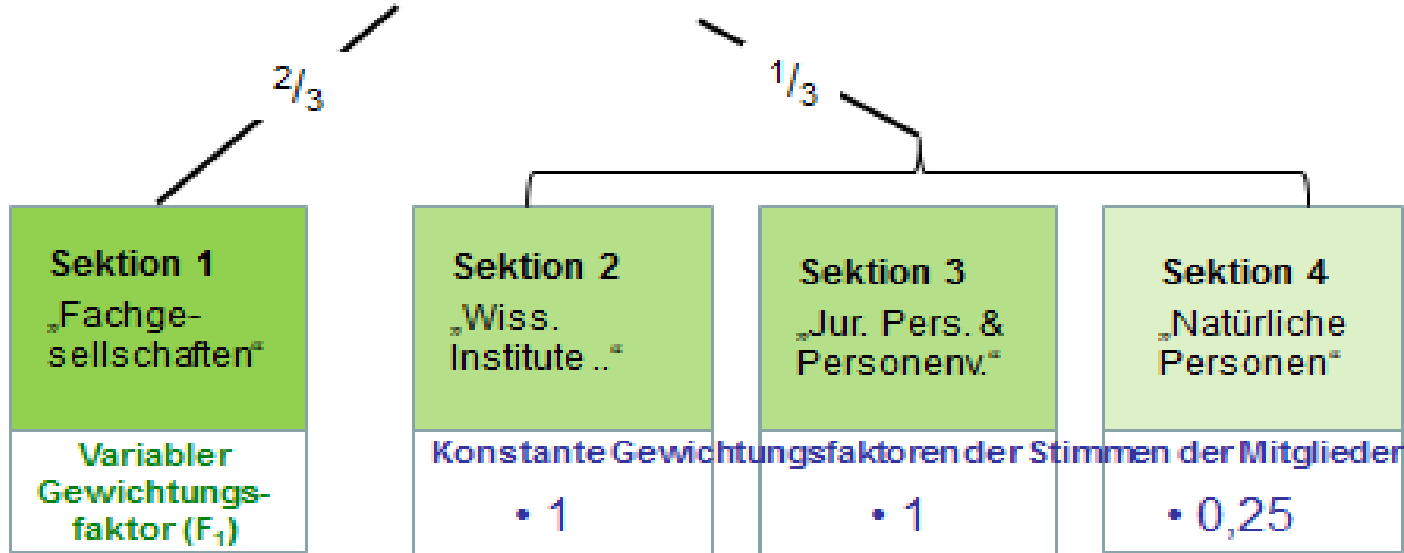 2/3
1/3
Sektion 1
„Fachge-
sellschaften“
Sektion 2
„Wiss.
Institute ..“
Sektion 3
„Jur. Pers. &
Personenv.“
Sektion 4
„Natürliche
Personen“
Variabler
Gewichtungs-
faktor (F₁)
Konstante Gewichtungsfaktoren der Stimmen der Mitglieder
• 1
• 1
• 0,25